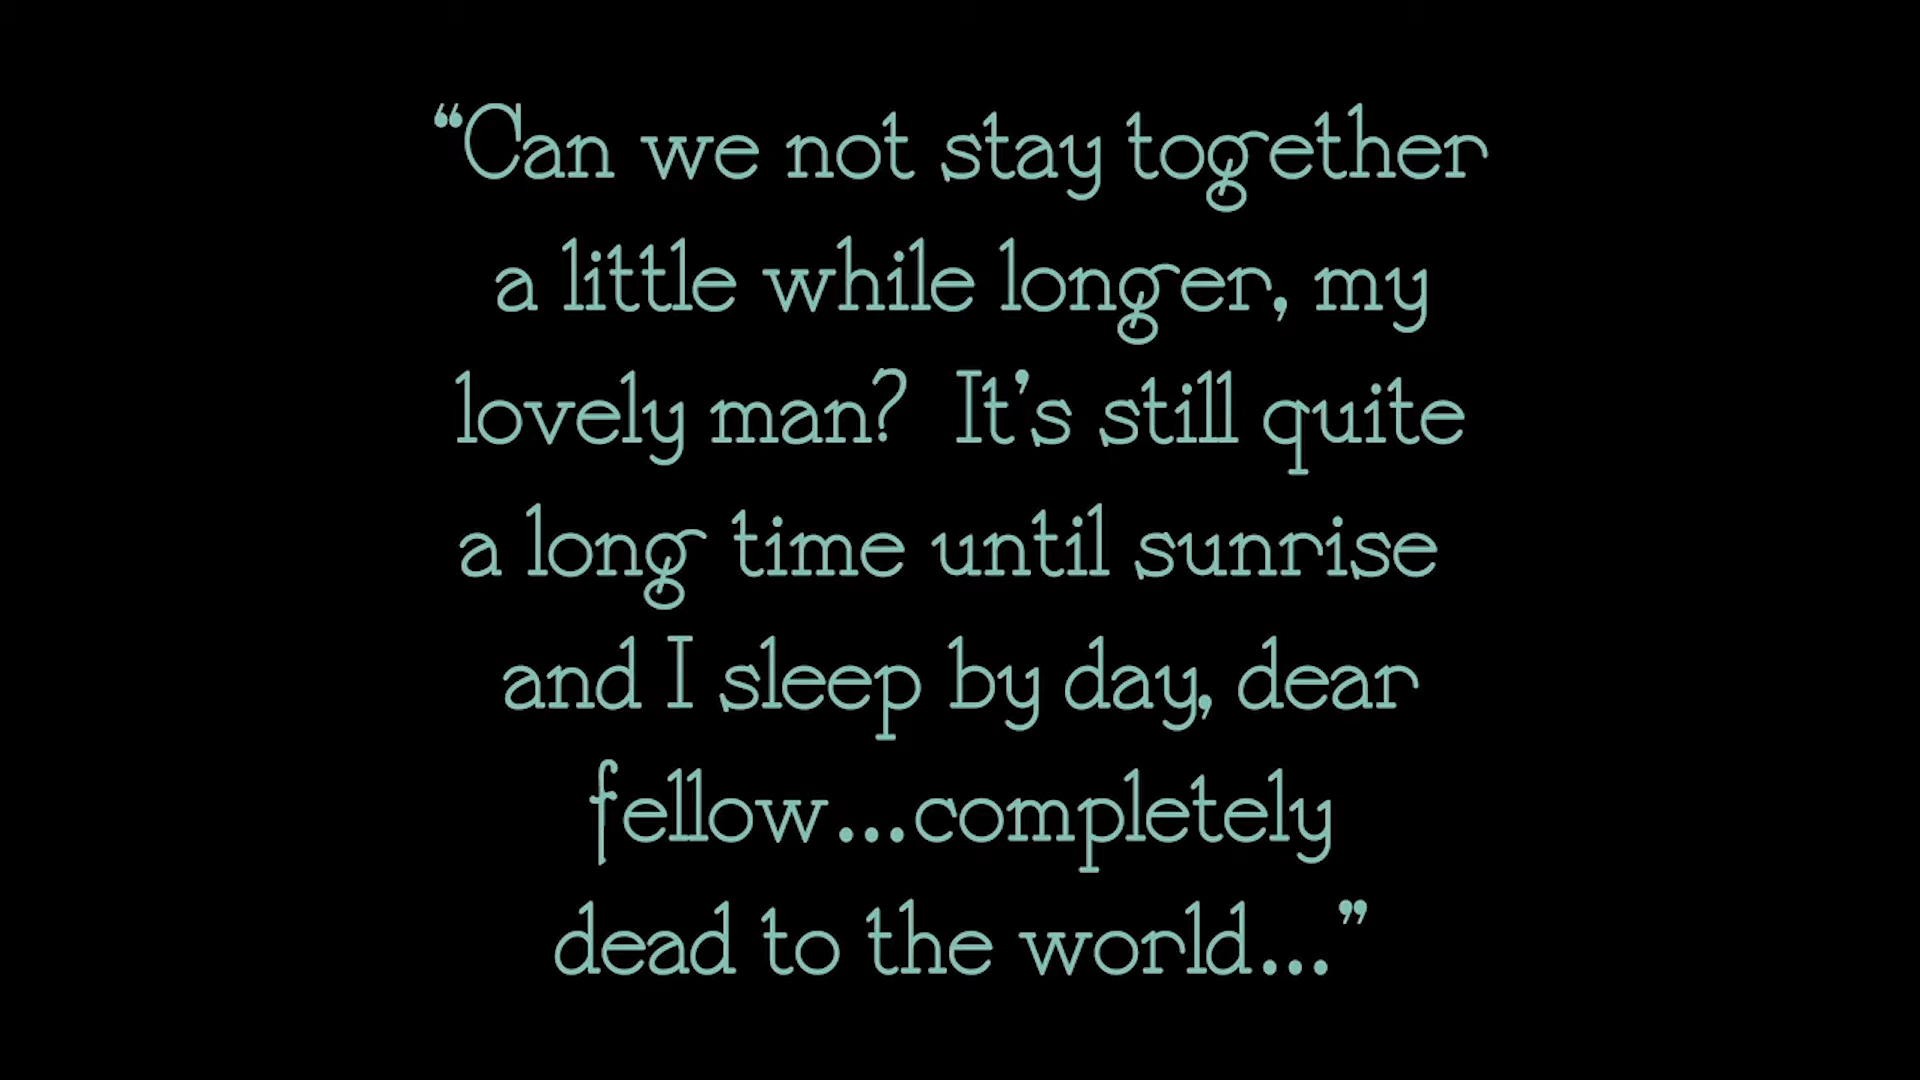 “Can we not stay together
a little while longer, my
lovely man?  It’s still quite
a long time until sunrise
and I sleep by day, dear
fellow...completely
dead to the world...”